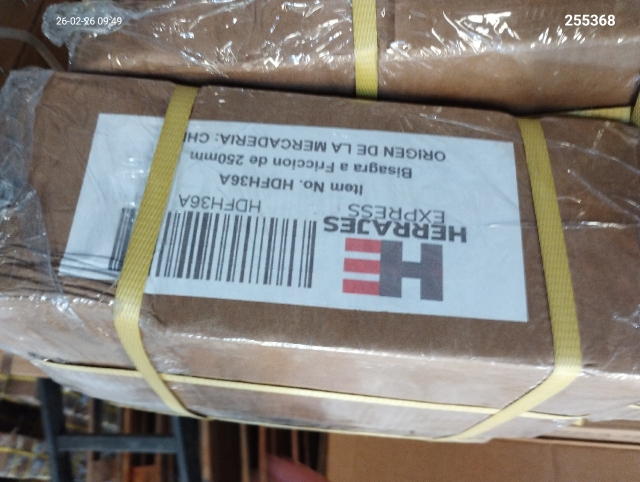 26-02-26 09:49
255368
HERRAJES
EXPRESS
HDFH36A
Item No. HDFH36A
Bisagra a Friccion de 250mm
ORIGEN DE LA MERCADERIA: